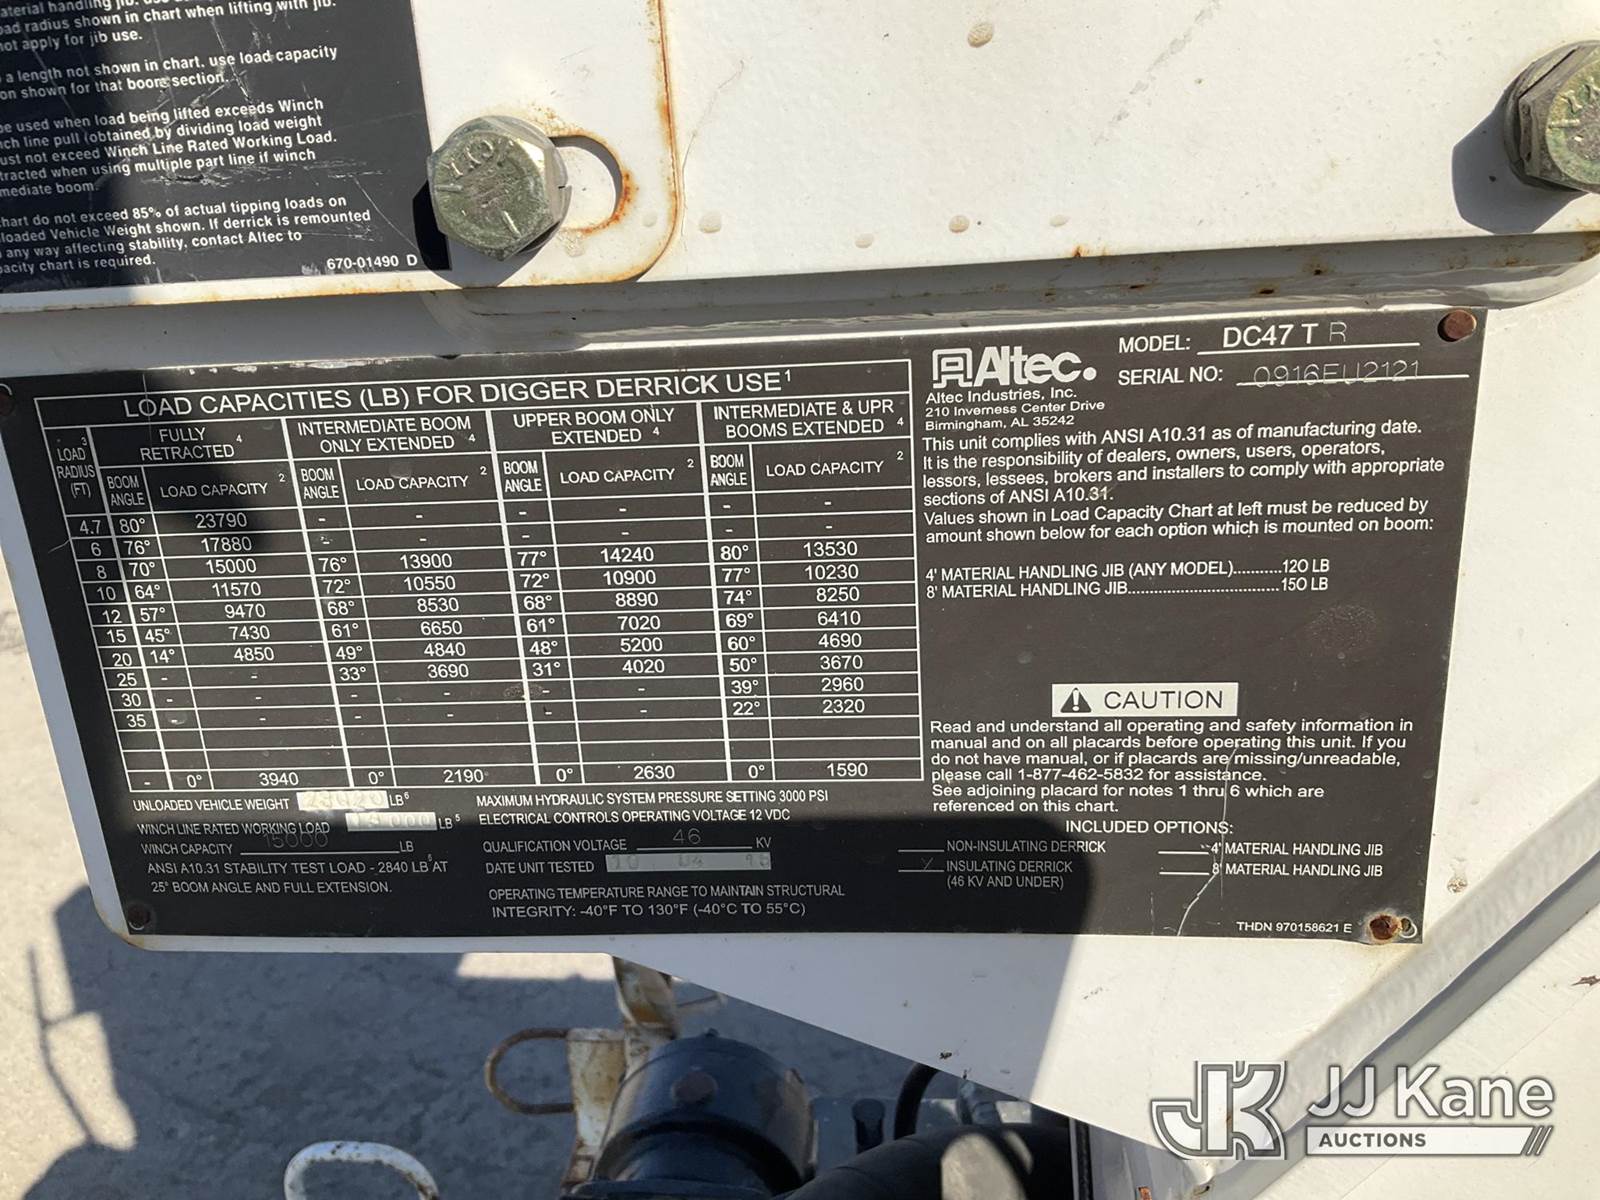 aterial handling jib.
ad radius shown in chart when lifting with jib.
not apply for jib use.
a length not shown in chart, use load capacity
on shown for that boom section.
be used when load being lifted exceeds Winch
nch line pull (obtained by dividing load weight
ust not exceed Winch Line Rated Working Load.
tracted when using multiple part line if winch
mediate boom.
hart do not exceed 85% of actual tipping loads on
loaded Vehicle Weight shown. If derrick is remounted
any way affecting stability, contact Altec to
pacity chart is required.
670-01490 D
LOAD CAPACITIES (LB) FOR DIGGER DERRICK USE 1
LOAD RADIUS (FT) 3
FULLY RETRACTED 4
INTERMEDIATE BOOM ONLY EXTENDED 4
UPPER BOOM ONLY EXTENDED 4
INTERMEDIATE & UPR BOOMS EXTENDED 4
BOOM ANGLE LOAD CAPACITY 2 BOOM ANGLE LOAD CAPACITY 2 BOOM ANGLE LOAD CAPACITY 2 BOOM ANGLE LOAD CAPACITY 2
4.7 80° 23790 - - - - - -
6 76° 17880 - - - - - -
8 70° 15000 76° 13900 77° 14240 80° 13530
10 64° 11570 72° 10550 72° 10900 77° 10230
12 57° 9470 68° 8530 68° 8890 74° 8250
15 45° 7430 61° 6650 61° 7020 69° 6410
20 14° 4850 49° 4840 48° 5200 60° 4690
25 - - 33° 3690 31° 4020 50° 3670
30 - - - - - - 39° 2960
35 - - - - - - 22° 2320
- 0° 3940 0° 2190 0° 2630 0° 1590
UNLOADED VEHICLE WEIGHT LB 6
WINCH LINE RATED WORKING LOAD LB 5
WINCH CAPACITY 15000 LB
ANSI A10.31 STABILITY TEST LOAD - 2840 LB 6 AT
25° BOOM ANGLE AND FULL EXTENSION.
MAXIMUM HYDRAULIC SYSTEM PRESSURE SETTING 3000 PSI
ELECTRICAL CONTROLS OPERATING VOLTAGE 12 VDC
QUALIFICATION VOLTAGE 46 KV
DATE UNIT TESTED
OPERATING TEMPERATURE RANGE TO MAINTAIN STRUCTURAL
INTEGRITY: -40°F TO 130°F (-40°C TO 55°C)
Altec.
Altec Industries, Inc.
210 Inverness Center Drive
Birmingham, AL 35242
MODEL: DC47 T R
SERIAL NO: 0916EU2121
This unit complies with ANSI A10.31 as of manufacturing date.
It is the responsibility of dealers, owners, users, operators,
lessors, lessees, brokers and installers to comply with appropriate
sections of ANSI A10.31.
Values shown in Load Capacity Chart at left must be reduced by
amount shown below for each option which is mounted on boom:
4' MATERIAL HANDLING JIB (ANY MODEL)...........120 LB
8' MATERIAL HANDLING JIB...................................150 LB
CAUTION
Read and understand all operating and safety information in
manual and on all placards before operating this unit. If you
do not have manual, or if placards are missing/unreadable,
please call 1-877-462-5832 for assistance.
See adjoining placard for notes 1 thru 6 which are
referenced on this chart.
INCLUDED OPTIONS:
NON-INSULATING DERRICK
INSULATING DERRICK
(46 KV AND UNDER)
4' MATERIAL HANDLING JIB
8' MATERIAL HANDLING JIB
THDN 970158621 E
JK JJ Kane
AUCTIONS